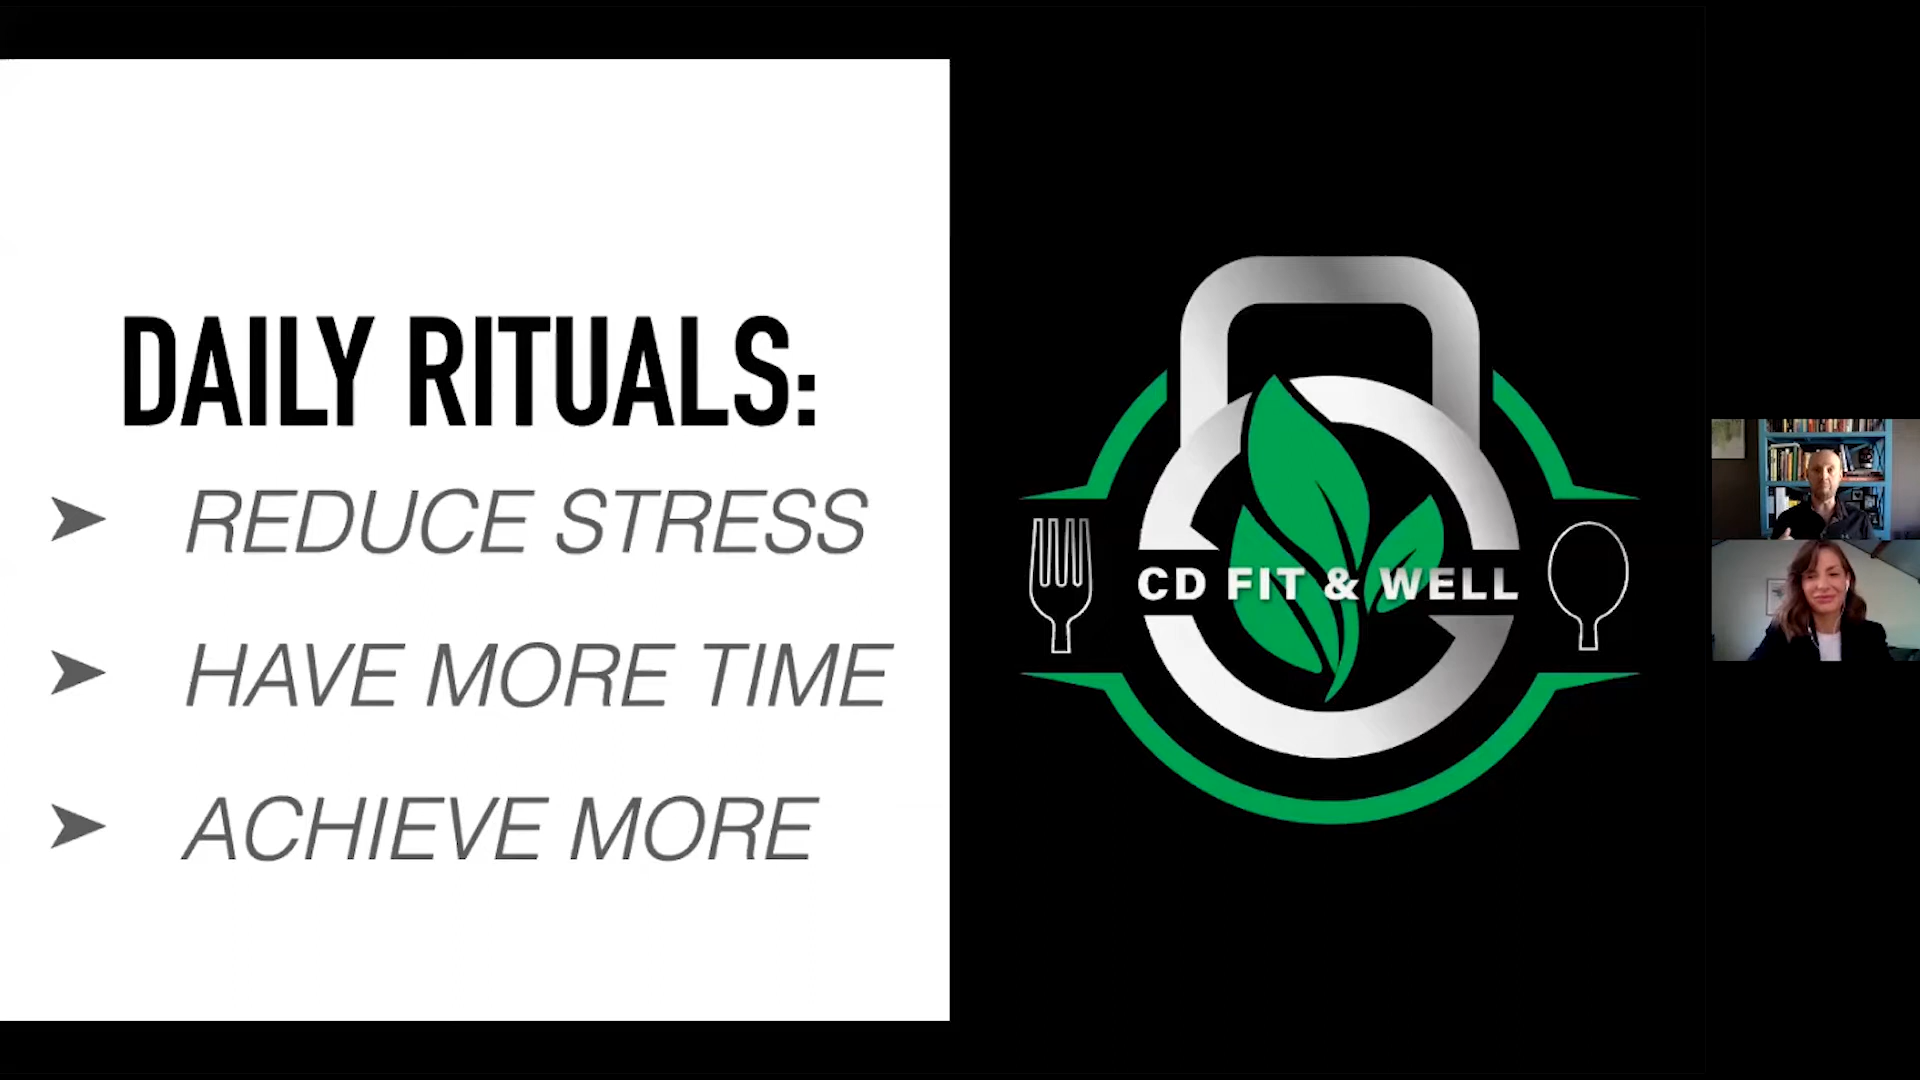 DAILY RITUALS:
REDUCE STRESS
HAVE MORE TIME
ACHIEVE MORE
CD FIT & WELL